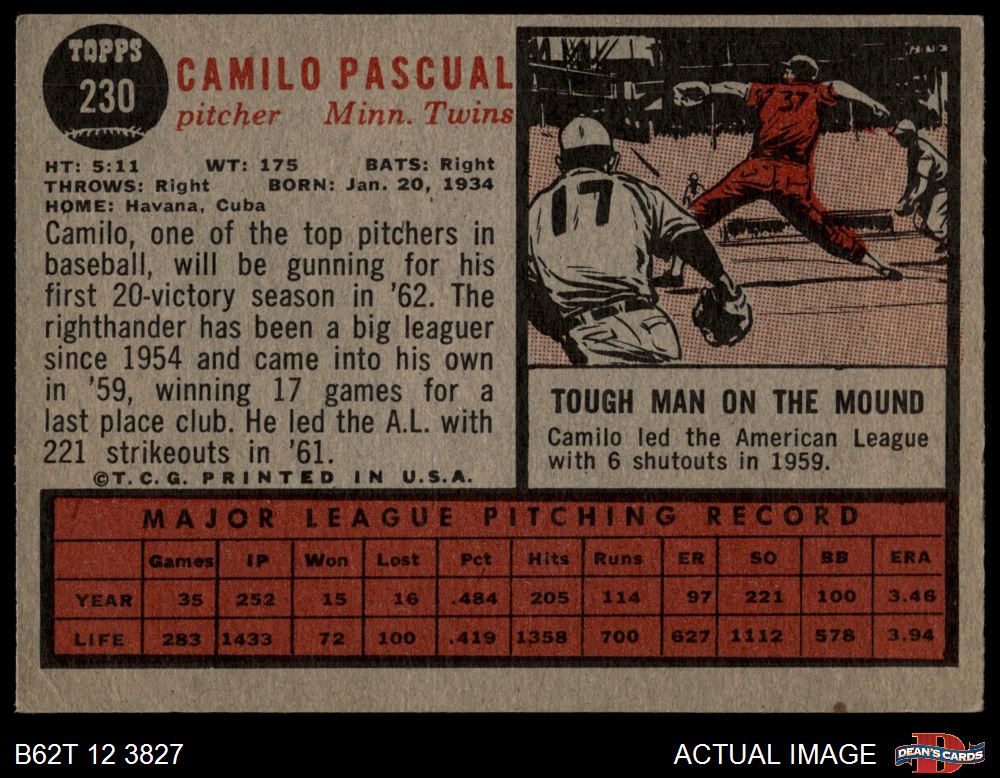 TOPPS
230
CAMILO PASCUAL
pitcher Minn. Twins
HT: 5:11 WT: 175 BATS: Right
THROWS: Right BORN: Jan. 20, 1934
HOME: Havana, Cuba
Camilo, one of the top pitchers in
baseball, will be gunning for his
first 20-victory season in '62. The
righthander has been a big leaguer
since 1954 and came into his own
in '59, winning 17 games for a
last place club. He led the A.L. with
221 strikeouts in '61.
©T.C.G. PRINTED IN U.S.A.
37
17
TOUGH MAN ON THE MOUND
Camilo led the American League
with 6 shutouts in 1959.
MAJOR LEAGUE PITCHING RECORD
Games IP Won Lost Pct Hits Runs ER SO BB ERA
YEAR 35 252 15 16 .484 205 114 97 221 100 3.46
LIFE 283 1433 72 100 .419 1358 700 627 1112 578 3.94
B62T 12 3827
ACTUAL IMAGE
DEAN'S CARDS